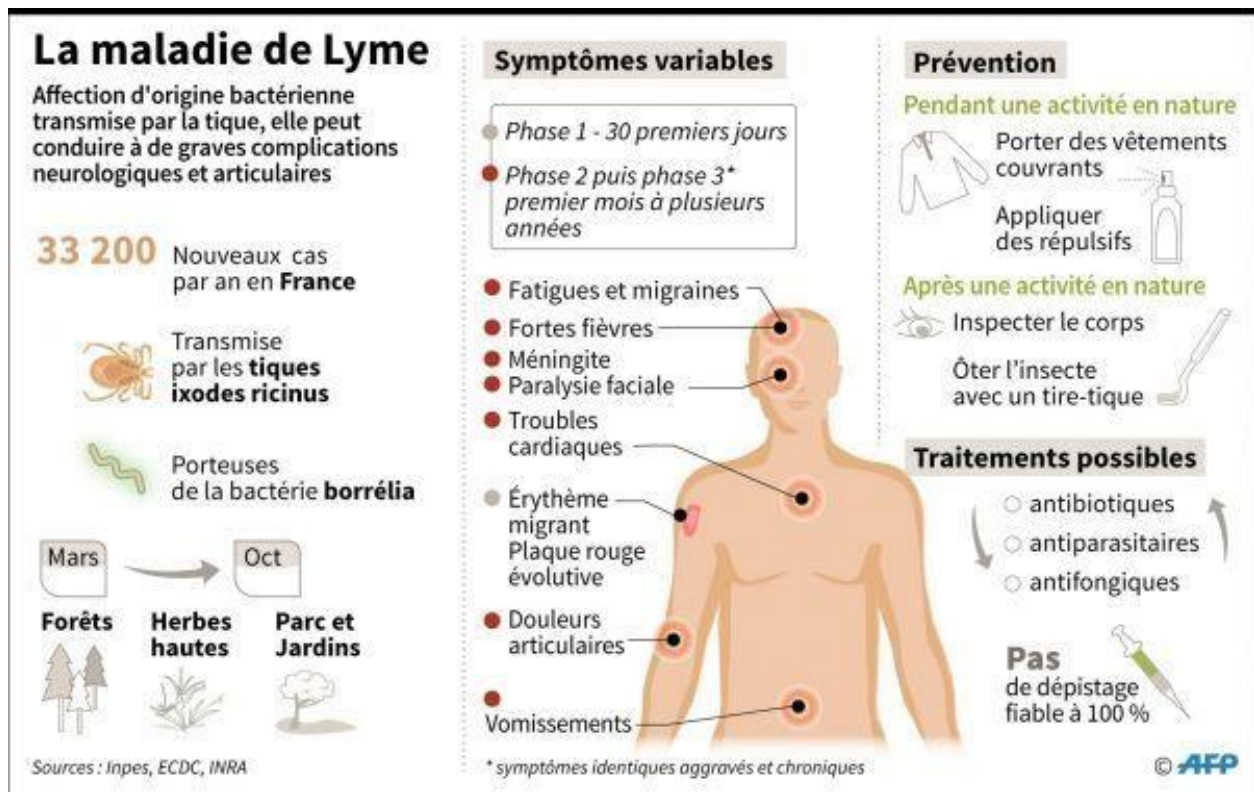 La maladie de Lyme
Affection d'origine bactérienne
transmise par la tique, elle peut
conduire à de graves complications
neurologiques et articulaires
33 200
Nouveaux cas
par an en France
Transmise
par les tiques
ixodes ricinus
Porteuses
de la bactérie borrélia
Mars
Oct
Forêts
Herbes
hautes
Parc et
Jardins
Sources : Inpes, ECDC, INRA
Symptômes variables
Phase 1 - 30 premiers jours
Phase 2 puis phase 3*
premier mois à plusieurs
années
Fatigues et migraines
Fortes fièvres
Méningite
Paralysie faciale
Troubles
cardiaques
Érythème
migrant
Plaque rouge
évolutive
Douleurs
articulaires
Vomissements
* symptômes identiques aggravés et chroniques
Prévention
Pendant une activité en nature
Porter des vêtements
couvrants
Appliquer
des répulsifs
Après une activité en nature
Inspecter le corps
Ôter l'insecte
avec un tire-tique
Traitements possibles
antibiotiques
antiparasitaires
antifongiques
Pas
de dépistage
fiable à 100 %
© AFP